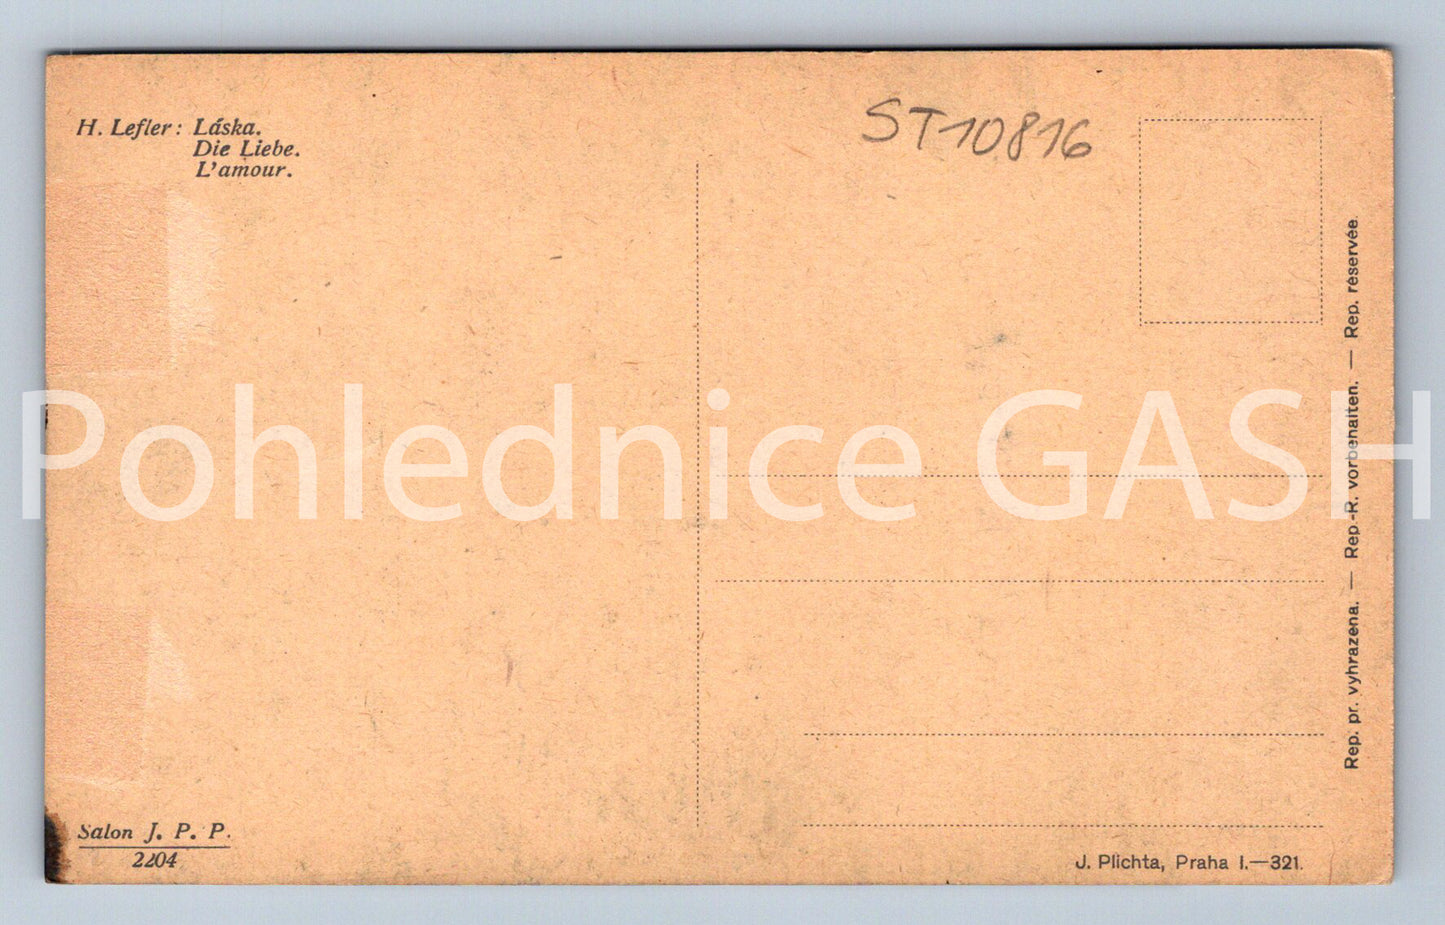 H. Lefler: Láska.
Die Liebe.
L'amour.
ST10816
Rep. pr. vyhrazena. — Rep.-R. vorbehalten. — Rep. réservée.
Pohlednice GASH
Salon J. P. P.
2204
J. Plichta, Praha I.—321.